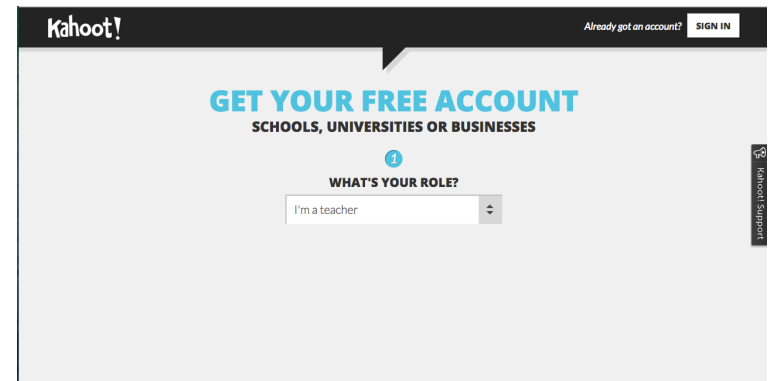 Kahoot!
Already got an account? SIGN IN
GET YOUR FREE ACCOUNT
SCHOOLS, UNIVERSITIES OR BUSINESSES
1
WHAT'S YOUR ROLE?
I'm a teacher
Kahoot! Support